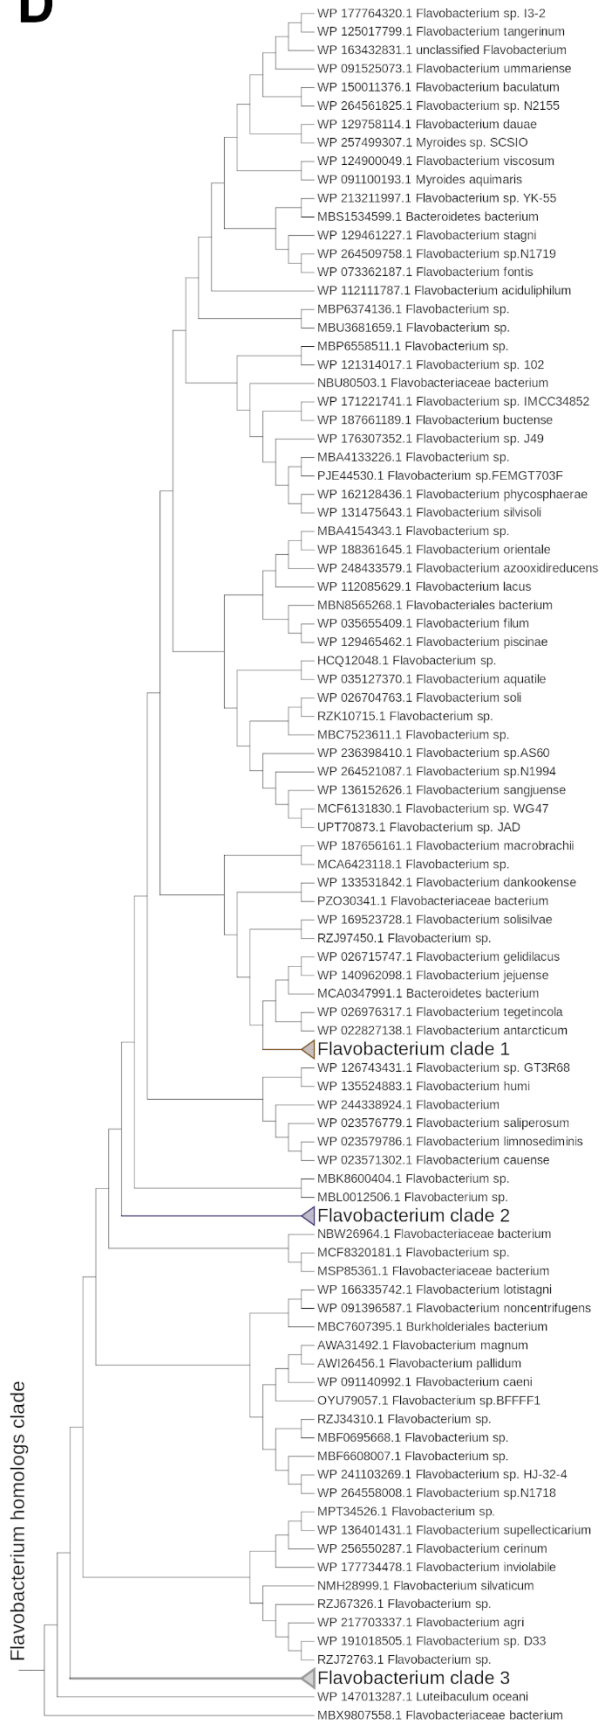 D
WP 177764320.1 Flavobacterium sp. I3-2
WP 125017799.1 Flavobacterium tangerinum
WP 163432831.1 unclassified Flavobacterium
WP 091525073.1 Flavobacterium ummariense
WP 150011376.1 Flavobacterium baculatum
WP 264561825.1 Flavobacterium sp. N2155
WP 129758114.1 Flavobacterium dauae
WP 257499307.1 Myroides sp. SCSIO
WP 124900049.1 Flavobacterium viscosum
WP 091100193.1 Myroides aquimaris
WP 213211997.1 Flavobacterium sp. YK-55
MBS1534599.1 Bacteroidetes bacterium
WP 129461227.1 Flavobacterium stagni
WP 264509758.1 Flavobacterium sp.N1719
WP 073362187.1 Flavobacterium fontis
WP 112111787.1 Flavobacterium aciduliphilum
MBP6374136.1 Flavobacterium sp.
MBU3681659.1 Flavobacterium sp.
MBP6558511.1 Flavobacterium sp.
WP 121314017.1 Flavobacterium sp. 102
NBU80503.1 Flavobacteriaceae bacterium
WP 171221741.1 Flavobacterium sp. IMCC34852
WP 187661189.1 Flavobacterium buctense
WP 176307352.1 Flavobacterium sp. J49
MBA4133226.1 Flavobacterium sp.
PJE44530.1 Flavobacterium sp.FEMGT703F
WP 162128436.1 Flavobacterium phycosphaerae
WP 131475643.1 Flavobacterium silvisoli
MBA4154343.1 Flavobacterium sp.
WP 188361645.1 Flavobacterium orientale
WP 248433579.1 Flavobacterium azooxidireducens
WP 112085629.1 Flavobacterium lacus
MBN8565268.1 Flavobacteriales bacterium
WP 035655409.1 Flavobacterium filum
WP 129465462.1 Flavobacterium piscinae
HCQ12048.1 Flavobacterium sp.
WP 035127370.1 Flavobacterium aquatile
WP 026704763.1 Flavobacterium soli
RZK10715.1 Flavobacterium sp.
MBC7523611.1 Flavobacterium sp.
WP 236398410.1 Flavobacterium sp.AS60
WP 264521087.1 Flavobacterium sp.N1994
WP 136152626.1 Flavobacterium sangjuense
MCF6131830.1 Flavobacterium sp. WG47
UPT70873.1 Flavobacterium sp. JAD
WP 187656161.1 Flavobacterium macrobrachii
MCA6423118.1 Flavobacterium sp.
WP 133531842.1 Flavobacterium dankookense
PZO30341.1 Flavobacteriaceae bacterium
WP 169523728.1 Flavobacterium solisilvae
RZJ97450.1 Flavobacterium sp.
WP 026715747.1 Flavobacterium gelidilacus
WP 140962098.1 Flavobacterium jejuense
MCA0347991.1 Bacteroidetes bacterium
WP 026976317.1 Flavobacterium tegetincola
WP 022827138.1 Flavobacterium antarcticum
Flavobacterium clade 1
WP 126743431.1 Flavobacterium sp. GT3R68
WP 135524883.1 Flavobacterium humi
WP 244338924.1 Flavobacterium
WP 023576779.1 Flavobacterium saliperosum
WP 023579786.1 Flavobacterium limnosediminis
WP 023571302.1 Flavobacterium cauense
MBK8600404.1 Flavobacterium sp.
MBL0012506.1 Flavobacterium sp.
Flavobacterium clade 2
NBW26964.1 Flavobacteriaceae bacterium
MCF8320181.1 Flavobacterium sp.
MSP85361.1 Flavobacteriaceae bacterium
WP 166335742.1 Flavobacterium lotistagni
WP 091396587.1 Flavobacterium noncentrifugens
MBC7607395.1 Burkholderiales bacterium
AWA31492.1 Flavobacterium magnum
AWI26456.1 Flavobacterium pallidum
WP 091140992.1 Flavobacterium caeni
OYU79057.1 Flavobacterium sp.BFFFF1
RZJ34310.1 Flavobacterium sp.
MBF0695668.1 Flavobacterium sp.
MBF6608007.1 Flavobacterium sp.
WP 241103269.1 Flavobacterium sp. HJ-32-4
WP 264558008.1 Flavobacterium sp.N1718
MPT34526.1 Flavobacterium sp.
WP 136401431.1 Flavobacterium supellecticarium
WP 256550287.1 Flavobacterium cerinum
WP 177734478.1 Flavobacterium inviolabile
NMH28999.1 Flavobacterium silvaticum
RZJ67326.1 Flavobacterium sp.
WP 217703337.1 Flavobacterium agri
WP 191018505.1 Flavobacterium sp. D33
RZJ72763.1 Flavobacterium sp.
Flavobacterium clade 3
WP 147013287.1 Luteibaculum oceani
MBX9807558.1 Flavobacteriaceae bacterium
Flavobacterium homologs clade